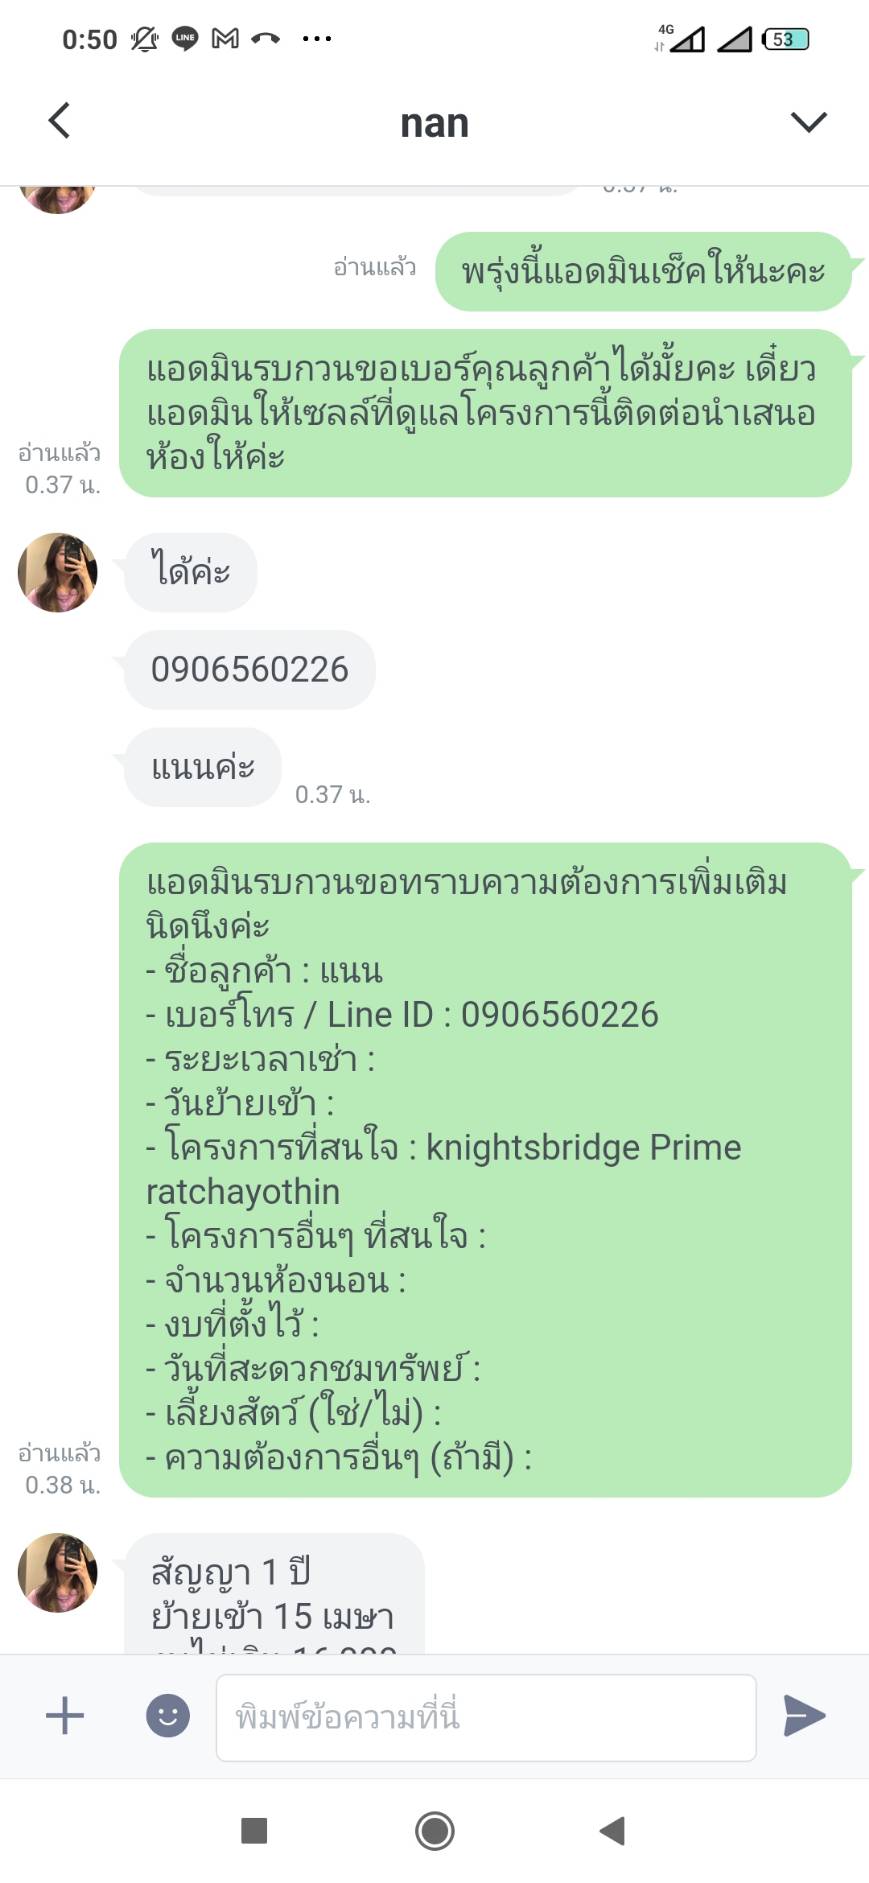 0:50
LINE
4G
53
nan
อ่านแล้ว
พรุ่งนี้แอดมินเช็คให้นะคะ
แอดมินรบกวนขอเบอร์คุณลูกค้าได้มั้ยคะ เดี๋ยว
แอดมินให้เซลล์ที่ดูแลโครงการนี้ติดต่อนำเสนอ
ห้องให้ค่ะ
อ่านแล้ว
0.37 น.
ได้ค่ะ
0906560226
แนนค่ะ
0.37 น.
แอดมินรบกวนขอทราบความต้องการเพิ่มเติม
นิดนึงค่ะ
- ชื่อลูกค้า : แนน
- เบอร์โทร / Line ID : 0906560226
- ระยะเวลาเช่า :
- วันย้ายเข้า :
- โครงการที่สนใจ : knightsbridge Prime
ratchayothin
- โครงการอื่นๆ ที่สนใจ :
- จำนวนห้องนอน :
- งบที่ตั้งไว้ :
- วันที่สะดวกชมทรัพย์ :
- เลี้ยงสัตว์ (ใช่/ไม่) :
- ความต้องการอื่นๆ (ถ้ามี) :
อ่านแล้ว
0.38 น.
สัญญา 1 ปี
ย้ายเข้า 15 เมษา
พิมพ์ข้อความที่นี่